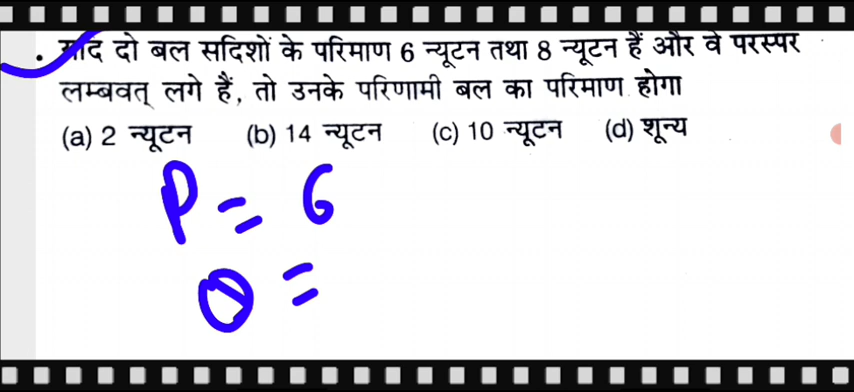 . यदि दो बल सदिशों के परिमाण 6 न्यूटन तथा 8 न्यूटन हैं और वे परस्पर
लम्बवत् लगे हैं, तो उनके परिणामी बल का परिमाण होगा
(a) 2 न्यूटन (b) 14 न्यूटन (c) 10 न्यूटन (d) शून्य
P = 6
Q =